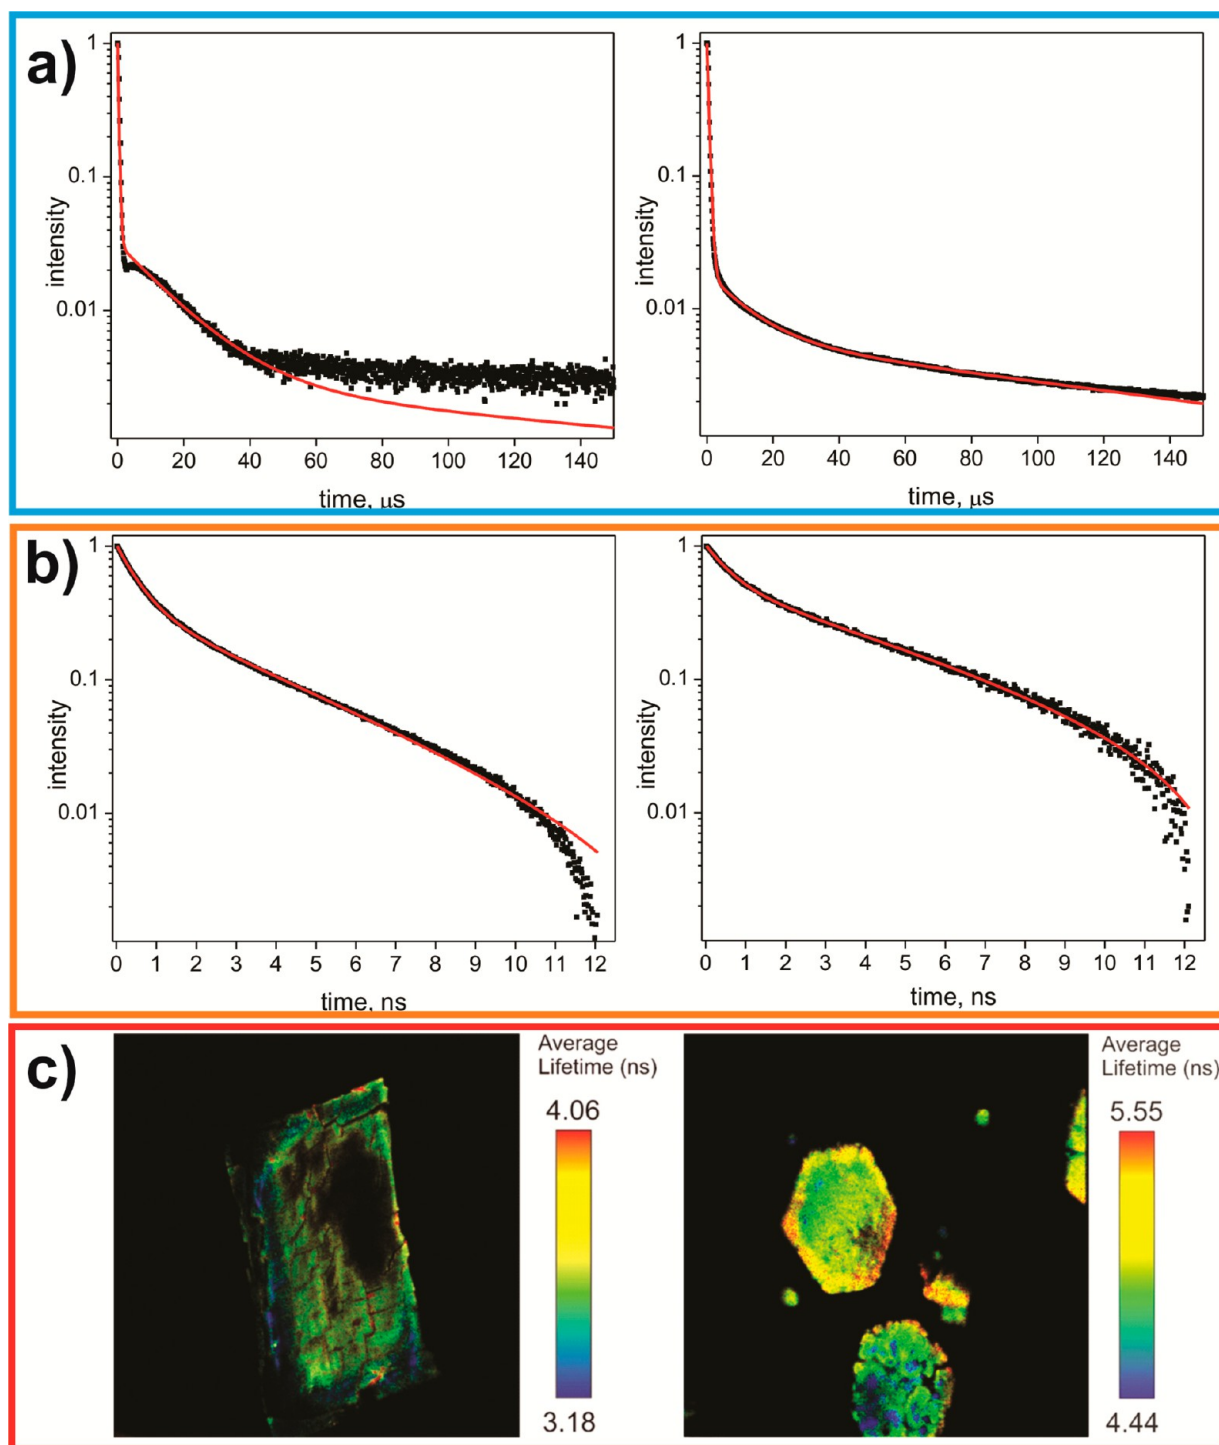 a)
1
0.1
0.01
intensity
0 20 40 60 80 100 120 140
time, μs
1
0.1
0.01
intensity
0 20 40 60 80 100 120 140
time, μs
b)
1
0.1
0.01
intensity
0 1 2 3 4 5 6 7 8 9 10 11 12
time, ns
1
0.1
0.01
intensity
0 1 2 3 4 5 6 7 8 9 10 11 12
time, ns
c)
Average
Lifetime (ns)
4.06
3.18
Average
Lifetime (ns)
5.55
4.44